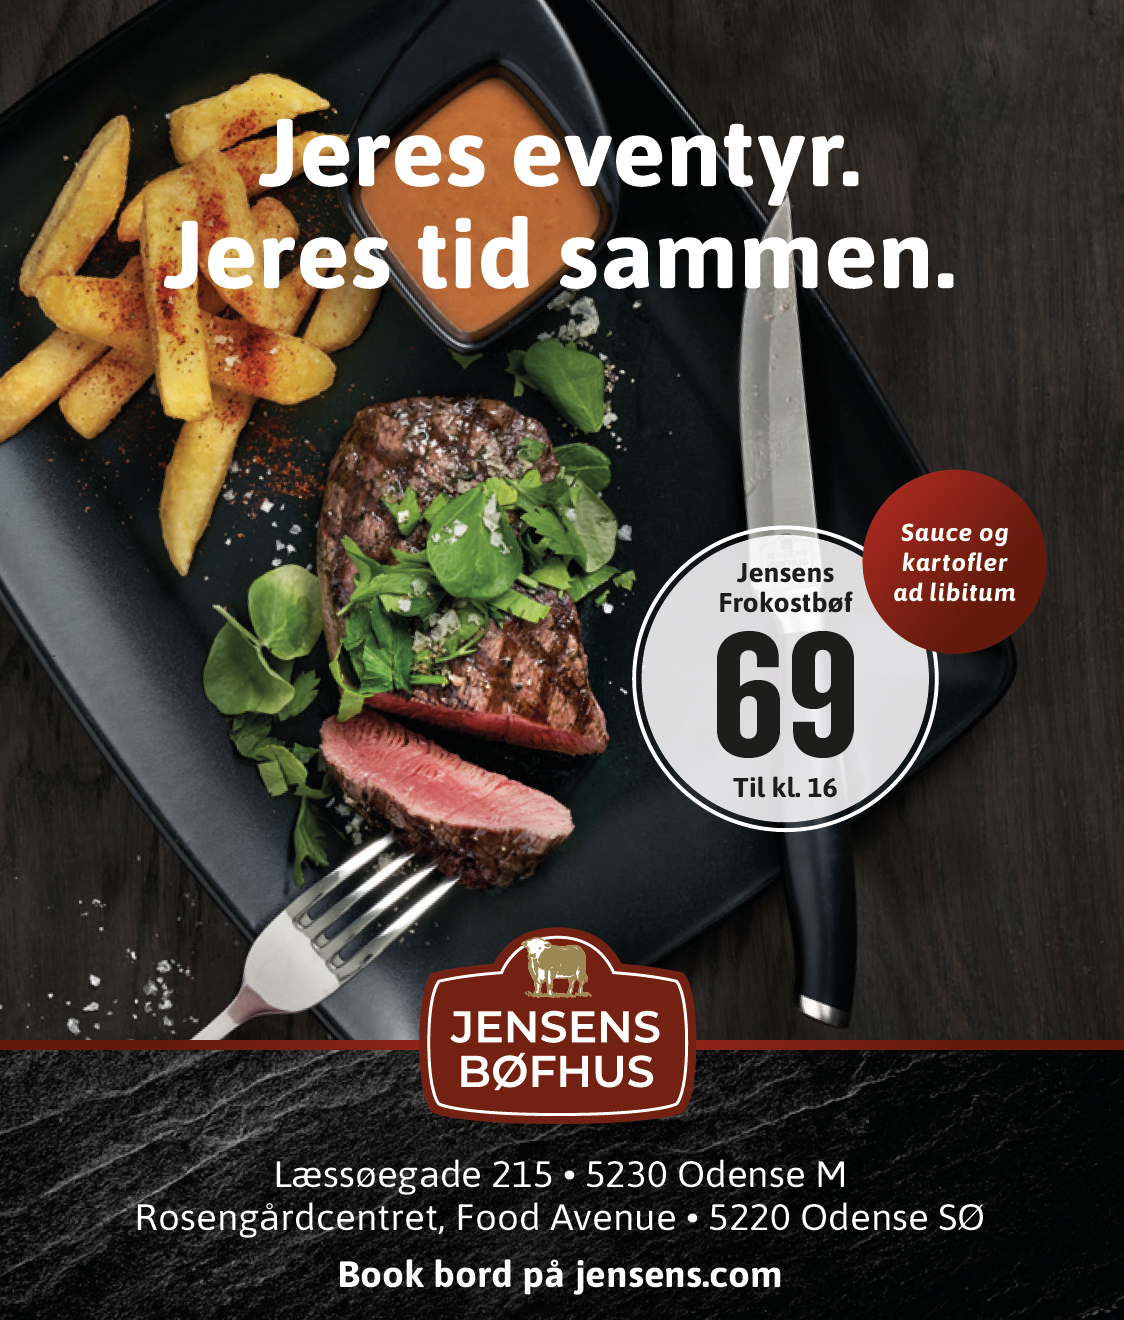 Jeres eventyr.
Jeres tid sammen.
Sauce og
kartofler
ad libitum
Jensens
Frokostbøf
69
Til kl. 16
JENSENS
BØFHUS
Læssøegade 215 • 5230 Odense M
Rosengårdcentret, Food Avenue • 5220 Odense SØ
Book bord på jensens.com